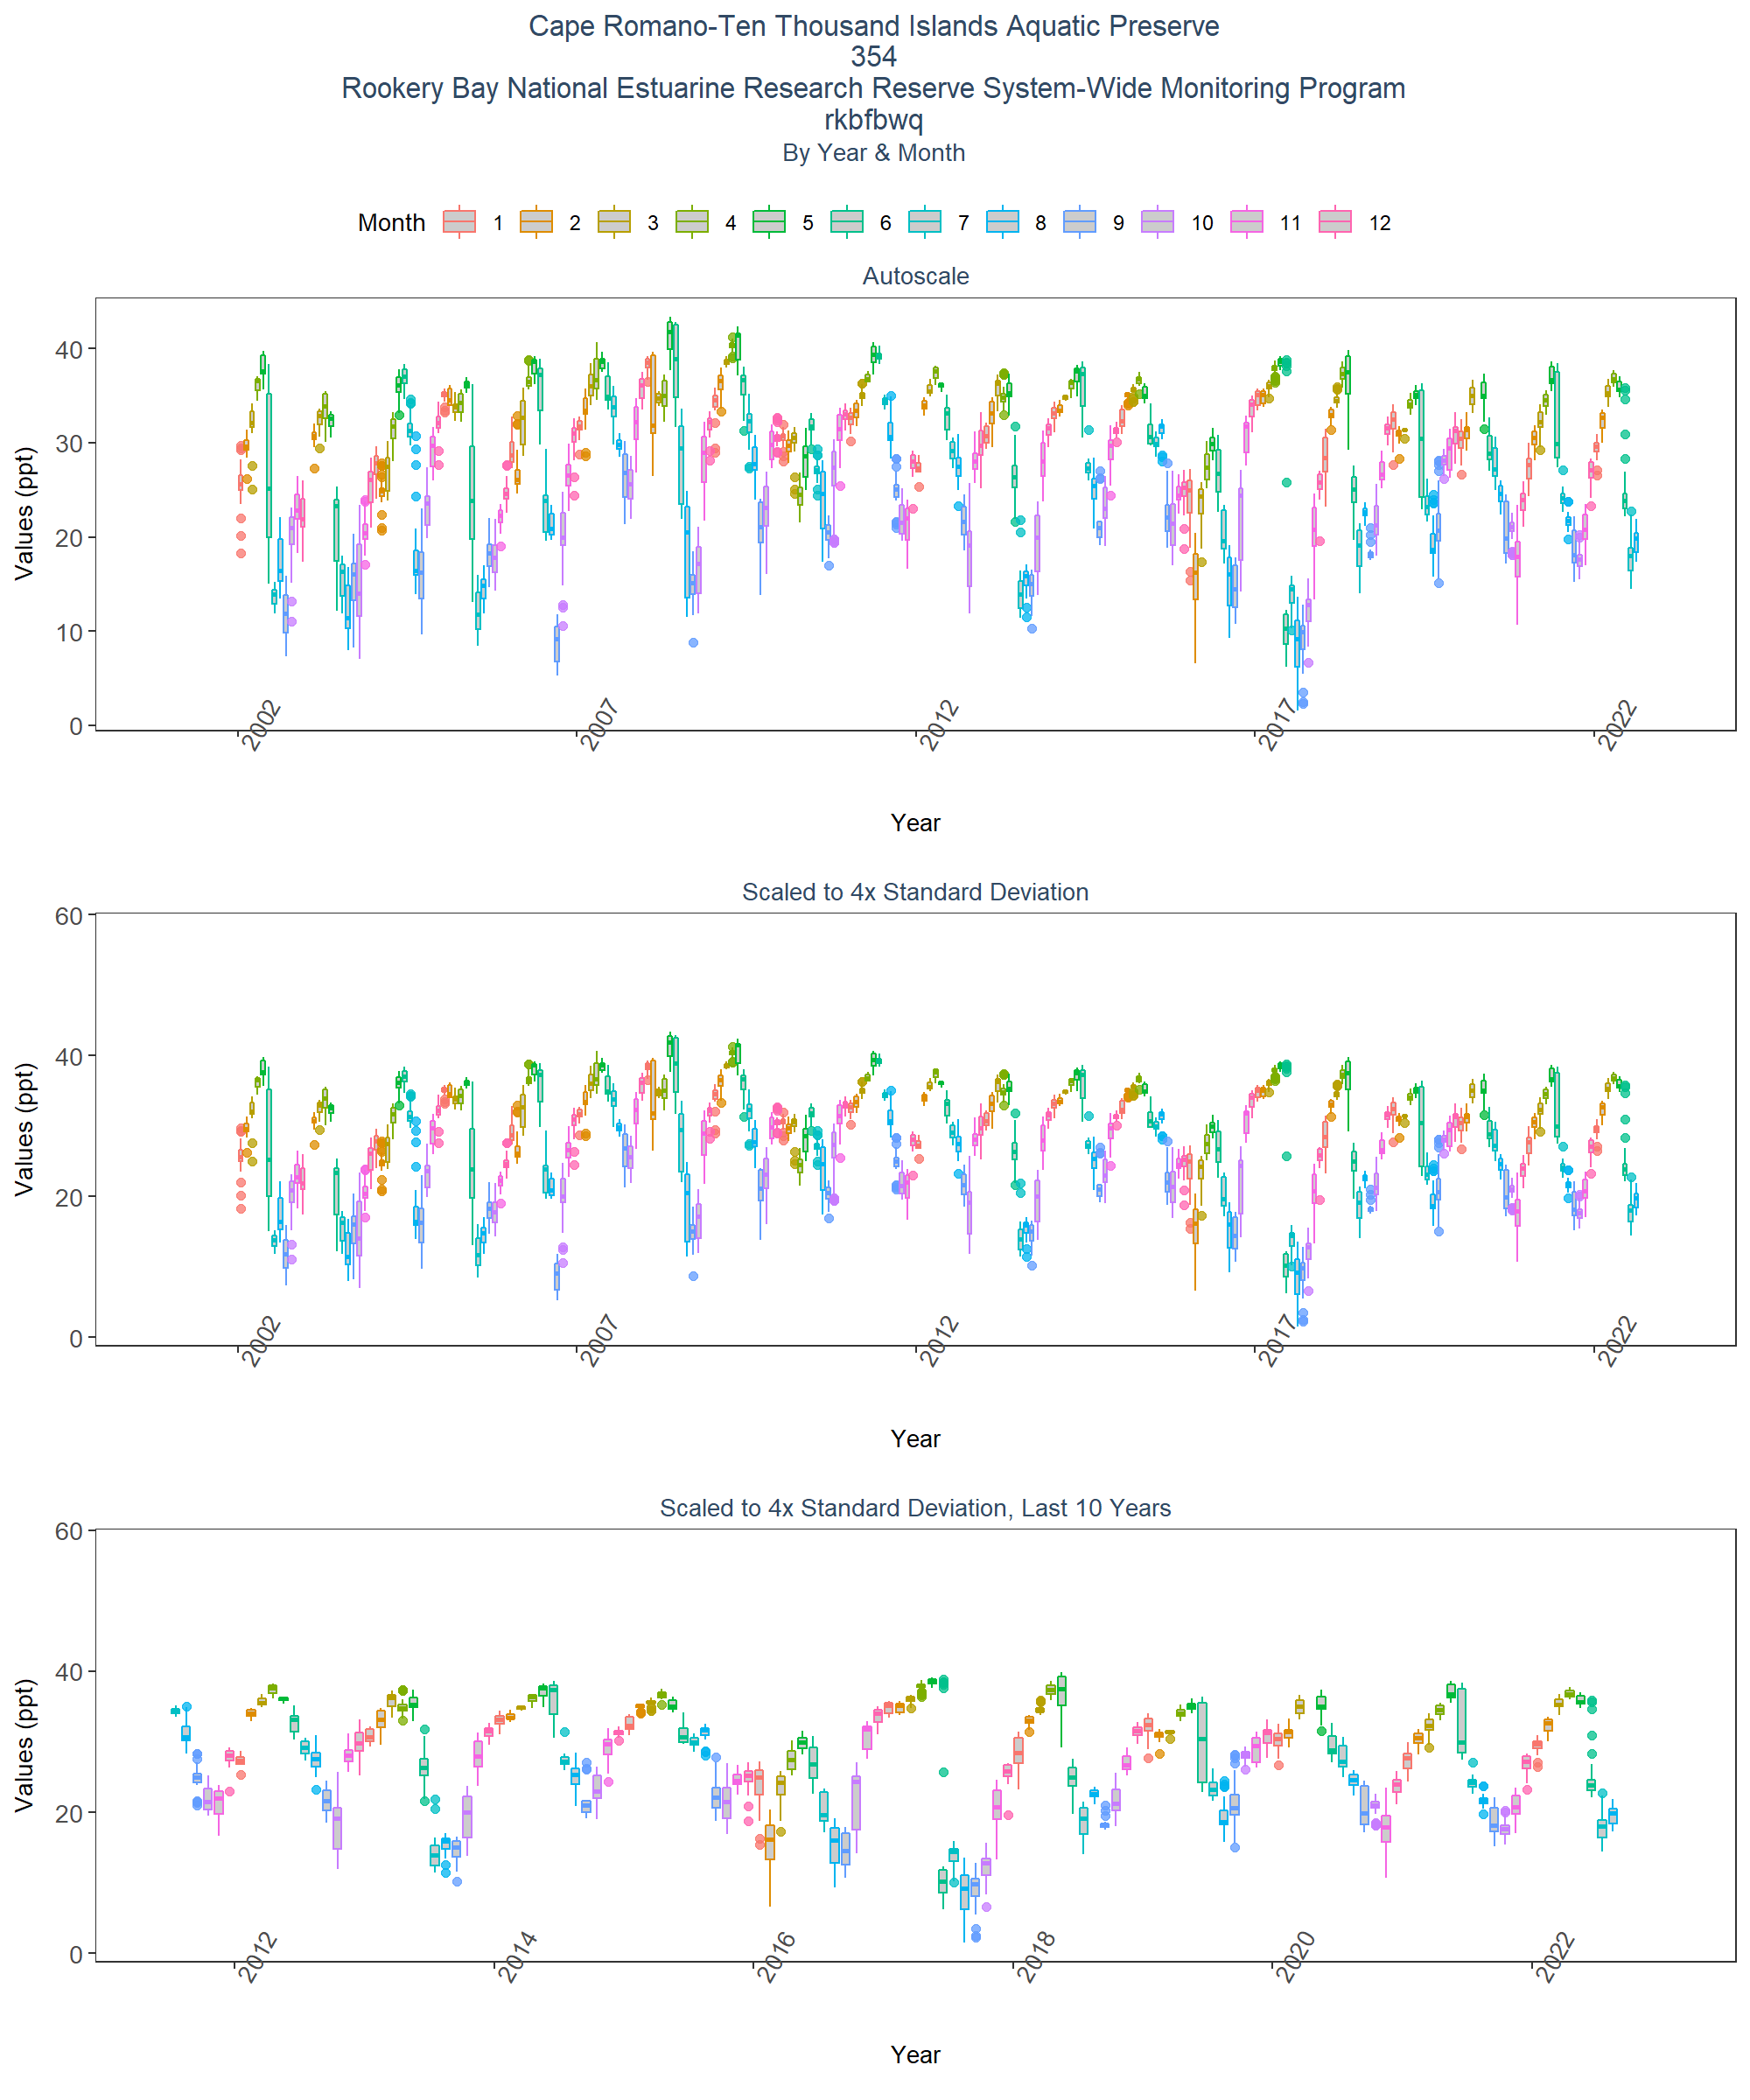 Cape Romano-Ten Thousand Islands Aquatic Preserve
354
Rookery Bay National Estuarine Research Reserve System-Wide Monitoring Program
rkbfbwq
By Year & Month
Month 1 2 3 4 5 6 7 8 9 10 11 12
Autoscale
Values (ppt)
40
30
20
10
0
2002 2007 2012 2017 2022
Year
Scaled to 4x Standard Deviation
Values (ppt)
60
40
20
0
2002 2007 2012 2017 2022
Year
Scaled to 4x Standard Deviation, Last 10 Years
Values (ppt)
60
40
20
0
2012 2014 2016 2018 2020 2022
Year